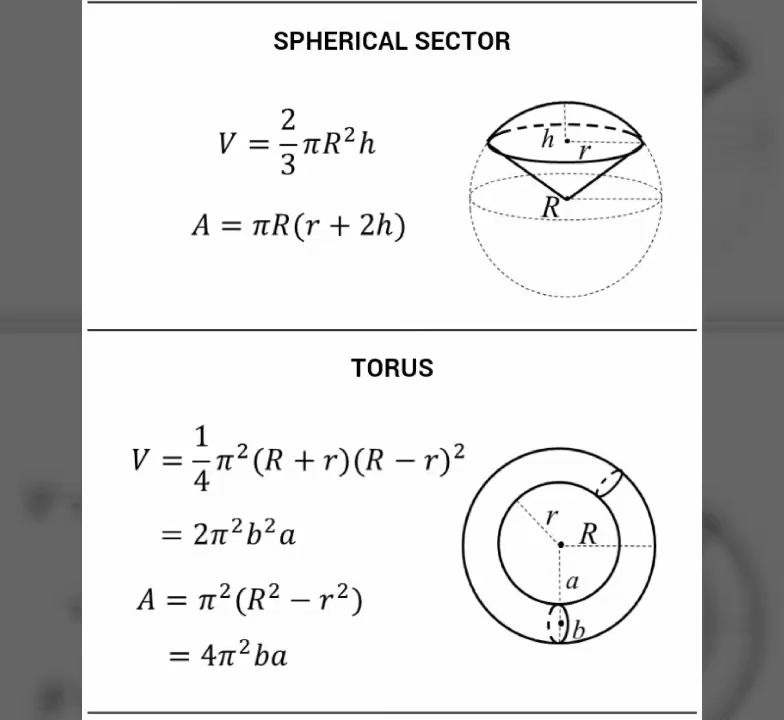 SPHERICAL SECTOR
V = 2/3 πR²h
A = πR(r + 2h)
h
r
R
TORUS
V = 1/4 π²(R + r)(R − r)²
= 2π²b²a
A = π²(R² − r²)
= 4π²ba
r
R
a
b